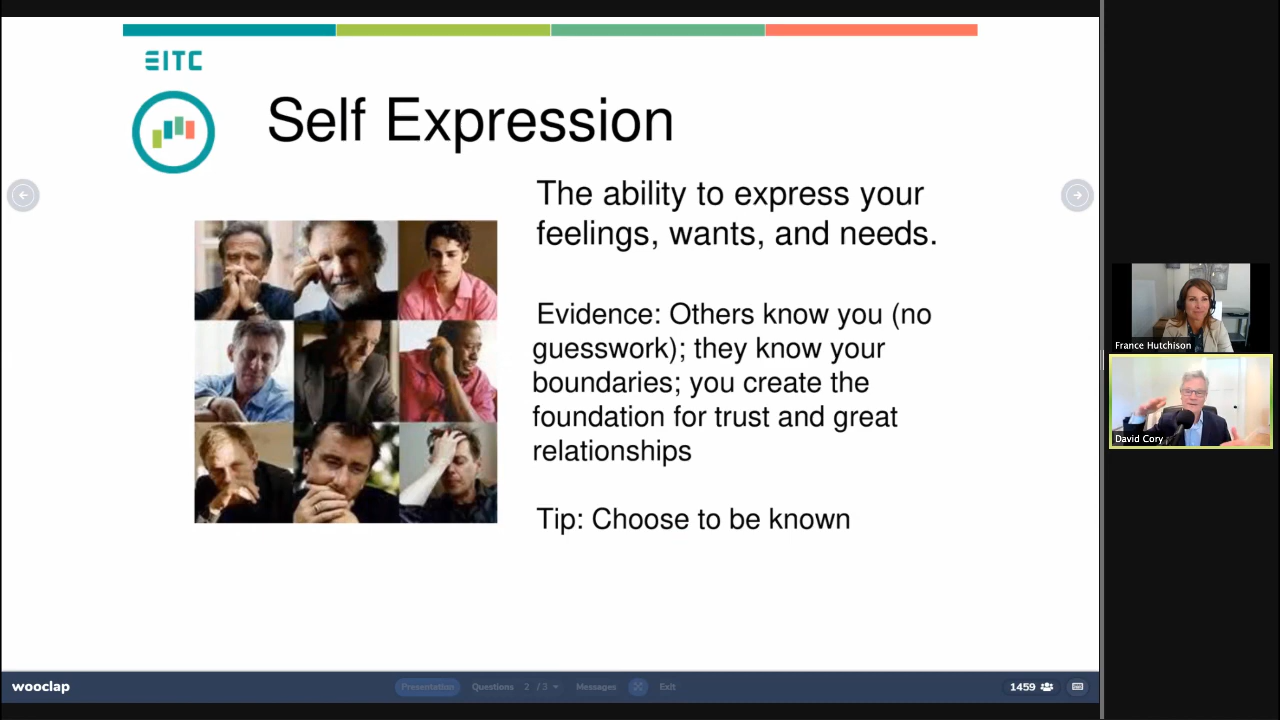 EITC
Self Expression
The ability to express your
feelings, wants, and needs.
Evidence: Others know you (no
guesswork); they know your
boundaries; you create the
foundation for trust and great
relationships
Tip: Choose to be known
France Hutchison
David Cory
wooclap
Presentation
Questions 2 / 3
Messages
Exit
1459